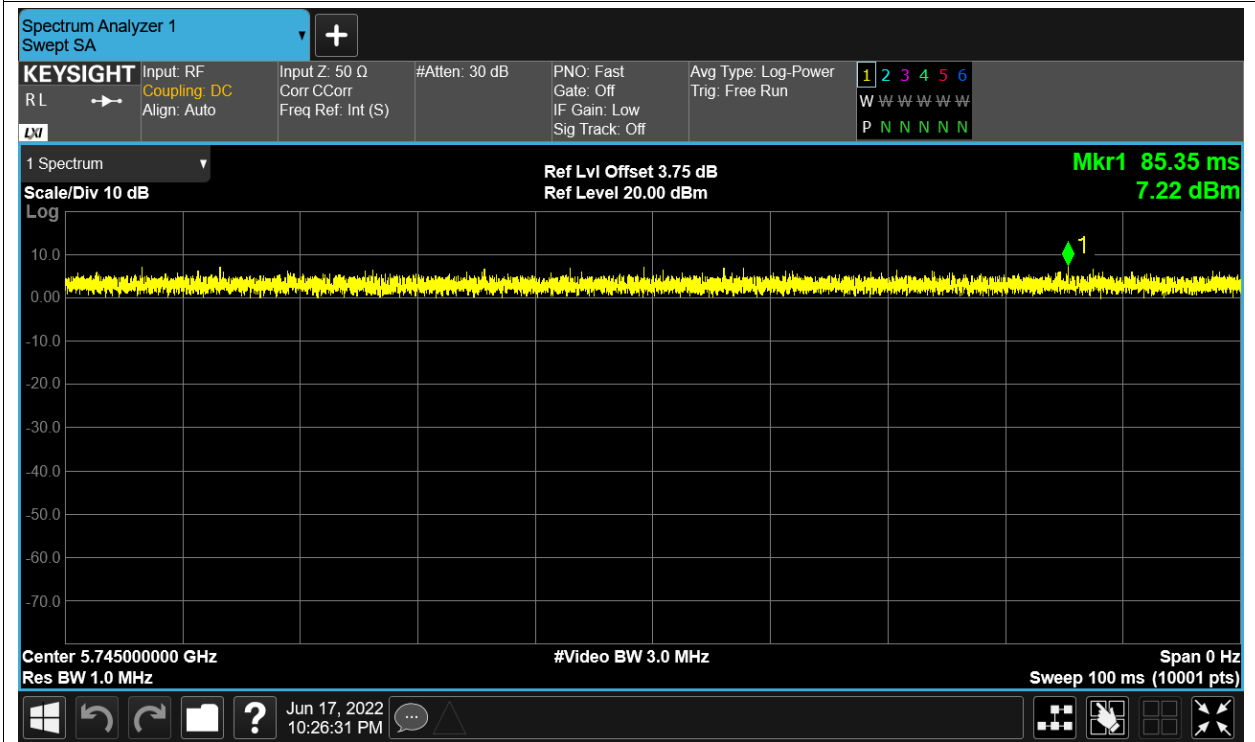 Spectrum Analyzer 1
Swept SA
KEYSIGHT
R L
LXI
Input: RF
Coupling: DC
Align: Auto
Input Z: 50 Ω
Corr CCorr
Freq Ref: Int (S)
#Atten: 30 dB
PNO: Fast
Gate: Off
IF Gain: Low
Sig Track: Off
Avg Type: Log-Power
Trig: Free Run
1 2 3 4 5 6
W W W W W W
P N N N N N
1 Spectrum
Scale/Div 10 dB
Log
Ref Lvl Offset 3.75 dB
Ref Level 20.00 dBm
Mkr1 85.35 ms
7.22 dBm
1
10.0
0.00
-10.0
-20.0
-30.0
-40.0
-50.0
-60.0
-70.0
Center 5.745000000 GHz
Res BW 1.0 MHz
#Video BW 3.0 MHz
Span 0 Hz
Sweep 100 ms (10001 pts)
?
Jun 17, 2022
10:26:31 PM